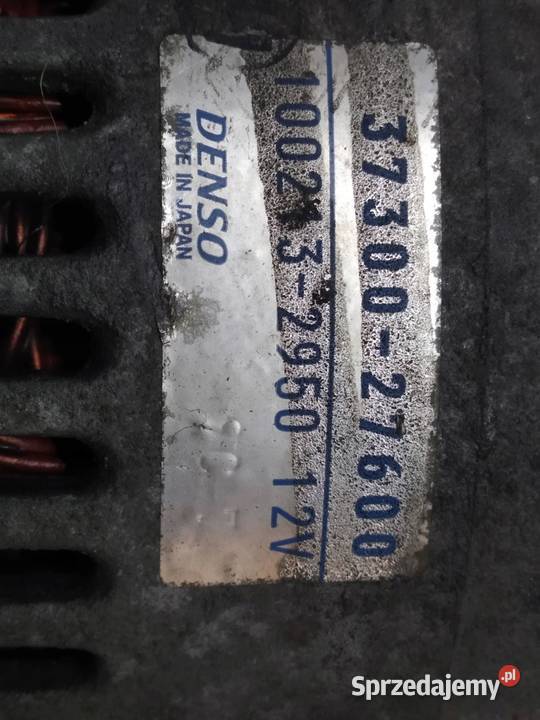 37300-27600
100213-2950 12V
DENSO
MADE IN JAPAN
Sprzedajemy.pl